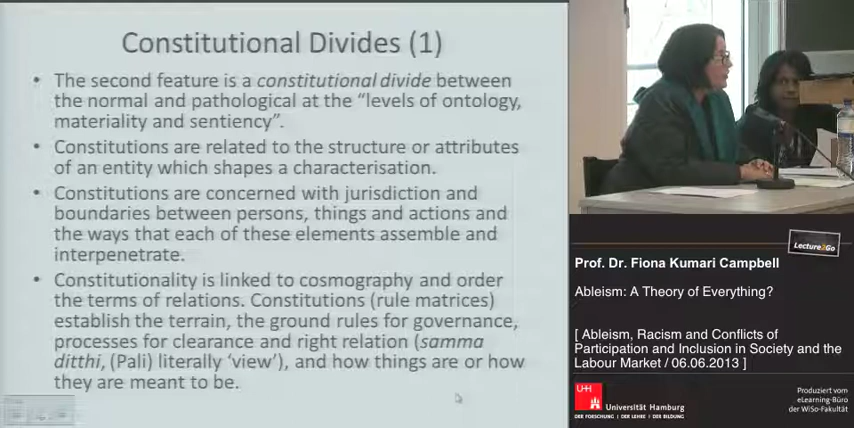 Constitutional Divides (1)
• The second feature is a constitutional divide between
the normal and pathological at the “levels of ontology,
materiality and sentiency”.
• Constitutions are related to the structure or attributes
of an entity which shapes a characterisation.
• Constitutions are concerned with jurisdiction and
boundaries between persons, things and actions and
the ways that each of these elements assemble and
interpenetrate.
• Constitutionality is linked to cosmography and order
the terms of relations. Constitutions (rule matrices)
establish the terrain, the ground rules for governance,
processes for clearance and right relation (samma
ditthi, (Pali) literally ‘view’), and how things are or how
they are meant to be.
Lecture2Go
Prof. Dr. Fiona Kumari Campbell
Ableism: A Theory of Everything?
[ Ableism, Racism and Conflicts of
Participation and Inclusion in Society and the
Labour Market / 06.06.2013 ]
UHH
Universität Hamburg
DER FORSCHUNG | DER LEHRE | DER BILDUNG
Produziert vom
eLearning-Büro
der WiSo-Fakultät